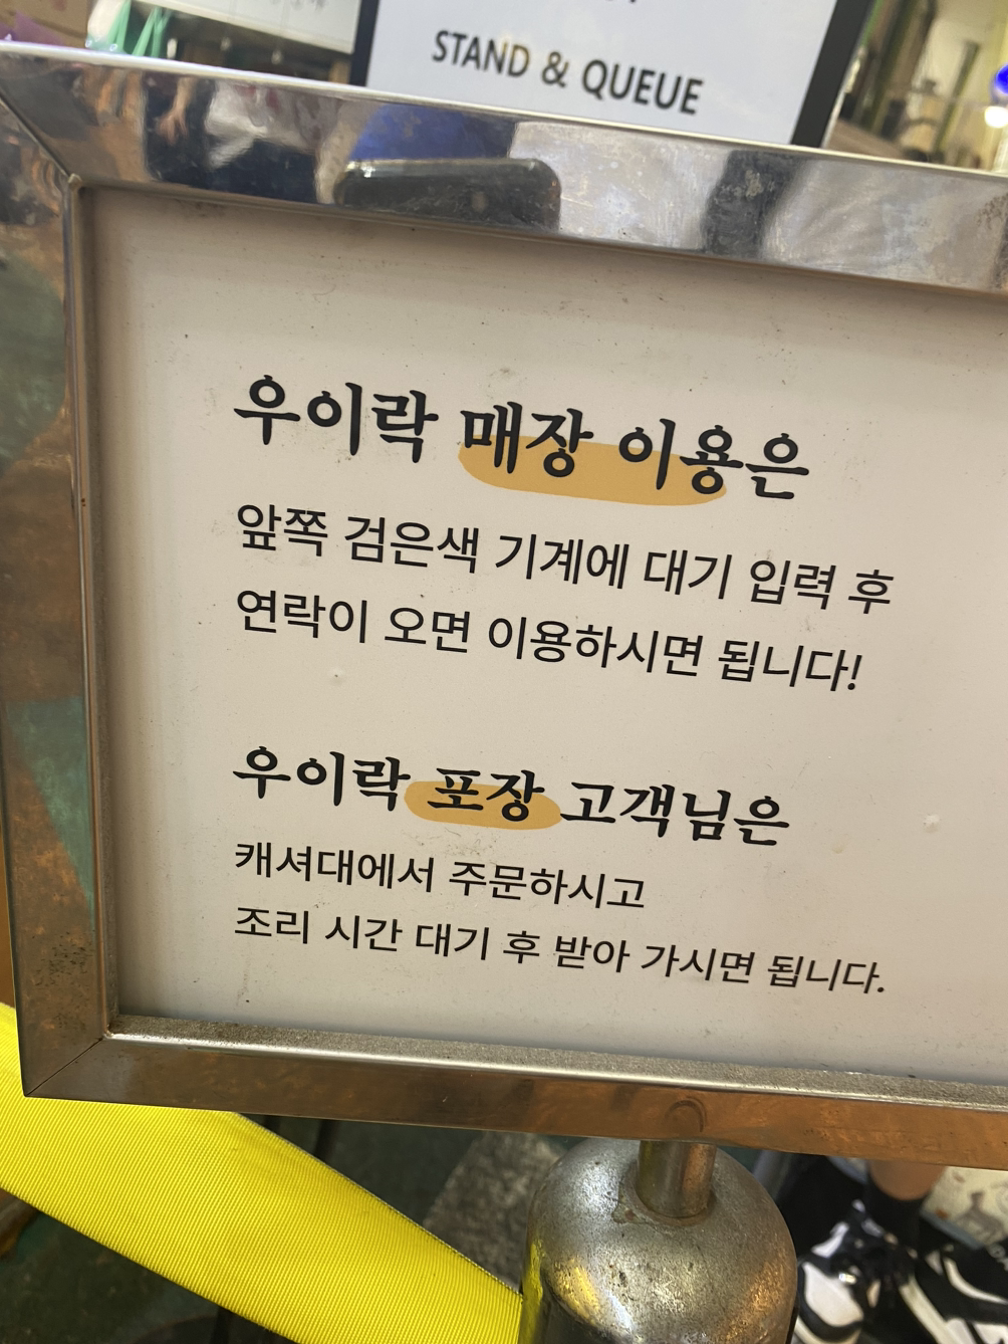 STAND & QUEUE
우이락 매장 이용은
앞쪽 검은색 기계에 대기 입력 후
연락이 오면 이용하시면 됩니다!
우이락 포장 고객님은
캐셔대에서 주문하시고
조리 시간 대기 후 받아 가시면 됩니다.